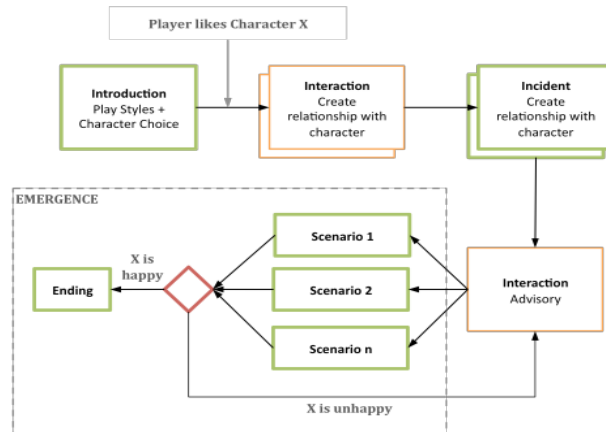 Player likes Character X
Introduction
Play Styles +
Character Choice
Interaction
Create
relationship with
character
Incident
Create
relationship with
character
EMERGENCE
X is
happy
Ending
Scenario 1
Scenario 2
Scenario n
Interaction
Advisory
X is unhappy